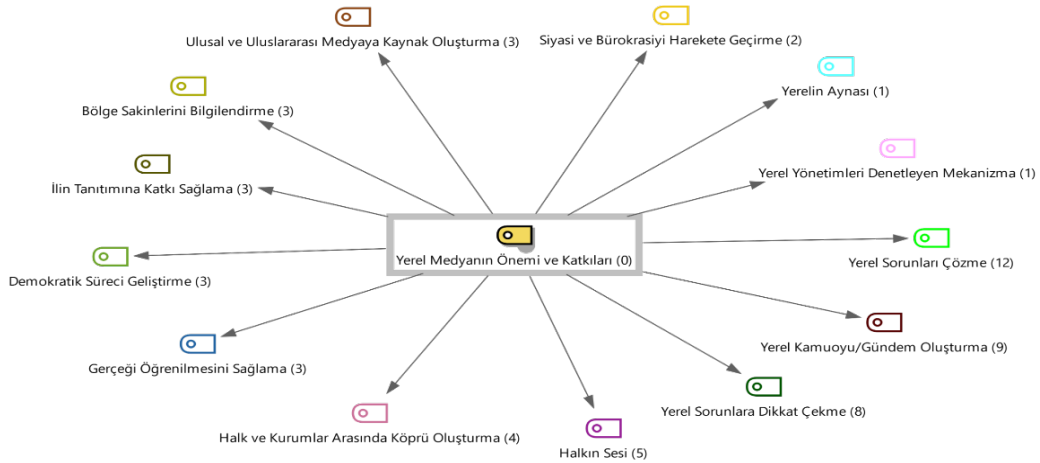 Ulusal ve Uluslararası Medyaya Kaynak Oluşturma (3)
Siyasi ve Bürokrasiyi Harekete Geçirme (2)
Yerelin Aynası (1)
Bölge Sakinlerini Bilgilendirme (3)
Yerel Yönetimleri Denetleyen Mekanizma (1)
İlin Tanıtımına Katkı Sağlama (3)
Yerel Medyanın Önemi ve Katkıları (0)
Yerel Sorunları Çözme (12)
Demokratik Süreci Geliştirme (3)
Yerel Kamuoyu/Gündem Oluşturma (9)
Gerçeği Öğrenilmesini Sağlama (3)
Yerel Sorunlara Dikkat Çekme (8)
Halk ve Kurumlar Arasında Köprü Oluşturma (4)
Halkın Sesi (5)